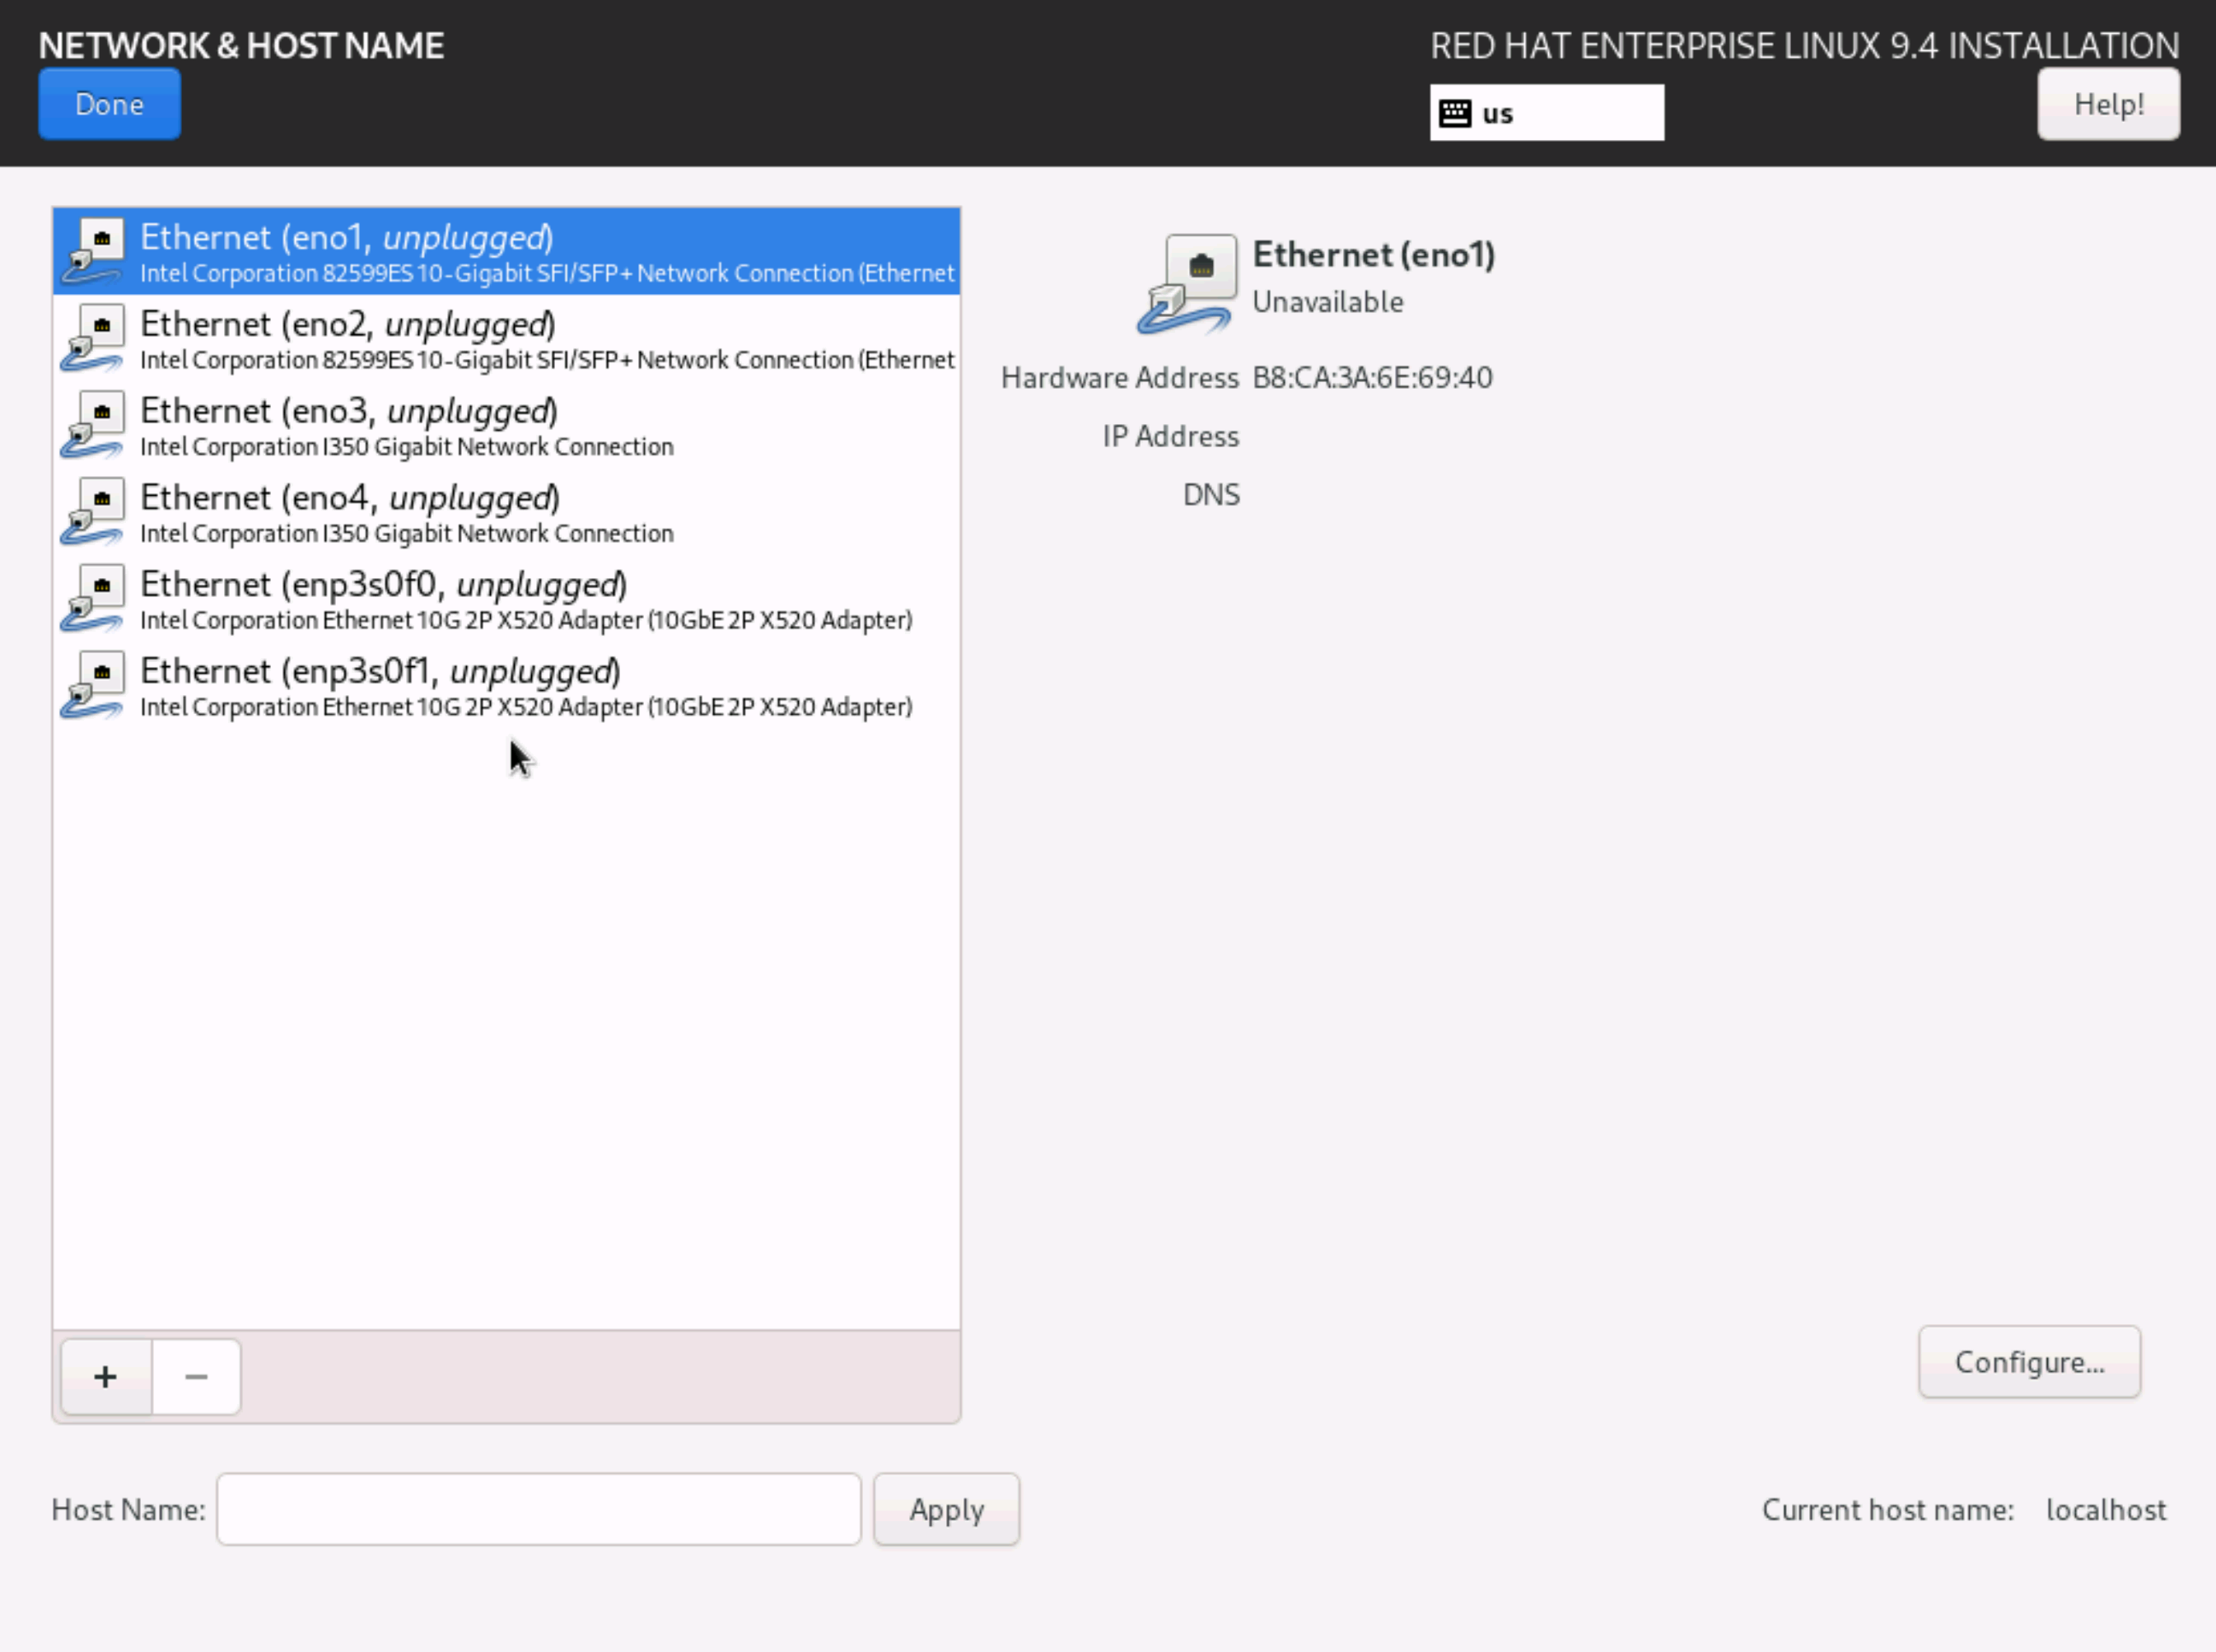 NETWORK & HOST NAME
RED HAT ENTERPRISE LINUX 9.4 INSTALLATION
Done
us
Help!
Ethernet (eno1, unplugged)
Intel Corporation 82599ES 10-Gigabit SFI/SFP+ Network Connection (Ethernet
Ethernet (eno2, unplugged)
Intel Corporation 82599ES 10-Gigabit SFI/SFP+ Network Connection (Ethernet
Ethernet (eno3, unplugged)
Intel Corporation I350 Gigabit Network Connection
Ethernet (eno4, unplugged)
Intel Corporation I350 Gigabit Network Connection
Ethernet (enp3s0f0, unplugged)
Intel Corporation Ethernet 10G 2P X520 Adapter (10GbE 2P X520 Adapter)
Ethernet (enp3s0f1, unplugged)
Intel Corporation Ethernet 10G 2P X520 Adapter (10GbE 2P X520 Adapter)
Ethernet (eno1)
Unavailable
Hardware Address B8:CA:3A:6E:69:40
IP Address
DNS
+ −
Configure...
Host Name:
Apply
Current host name: localhost